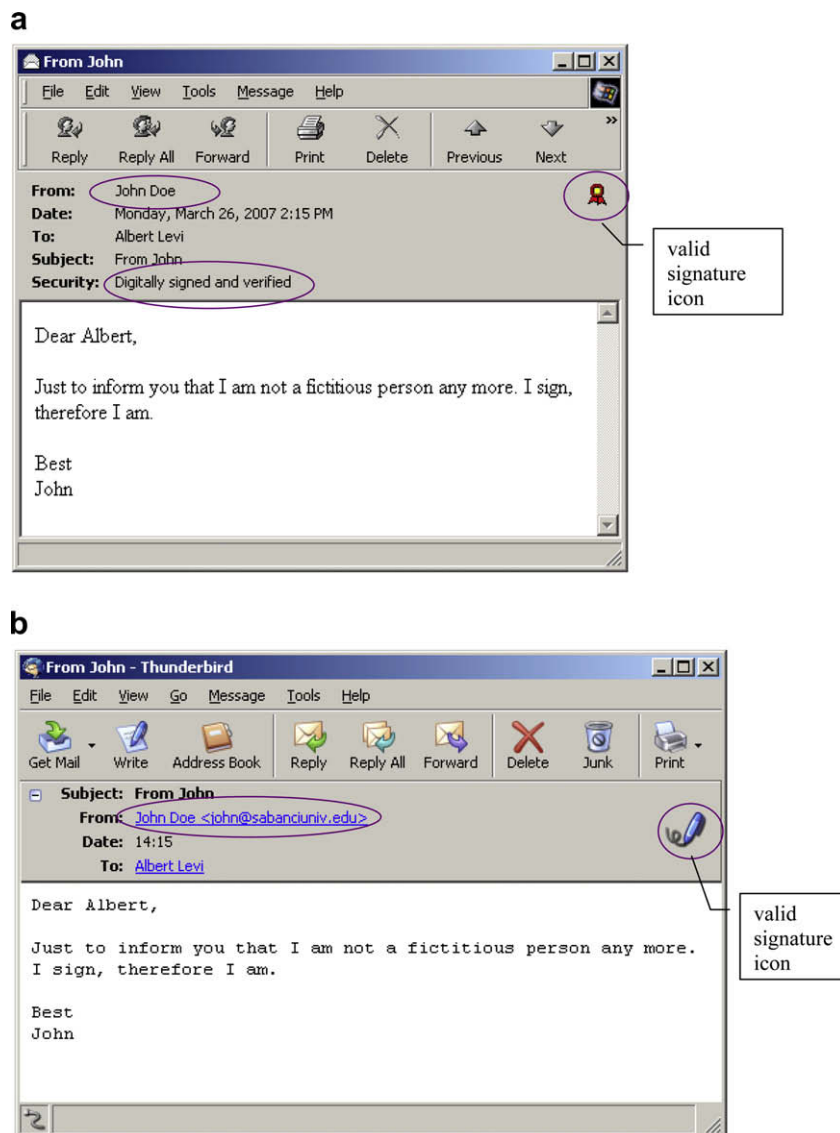 a
From John
File Edit View Tools Message Help
»
Reply Reply All Forward Print Delete Previous Next
From: John Doe
Date: Monday, March 26, 2007 2:15 PM
To: Albert Levi
Subject: From John
Security: Digitally signed and verified
valid
signature
icon
Dear Albert,
Just to inform you that I am not a fictitious person any more. I sign,
therefore I am.
Best
John
b
From John - Thunderbird
File Edit View Go Message Tools Help
Get Mail Write Address Book Reply Reply All Forward Delete Junk Print
Subject: From John
From: John Doe <john@sabanciuniv.edu>
Date: 14:15
To: Albert Levi
valid
signature
icon
Dear Albert,
Just to inform you that I am not a fictitious person any more.
I sign, therefore I am.
Best
John